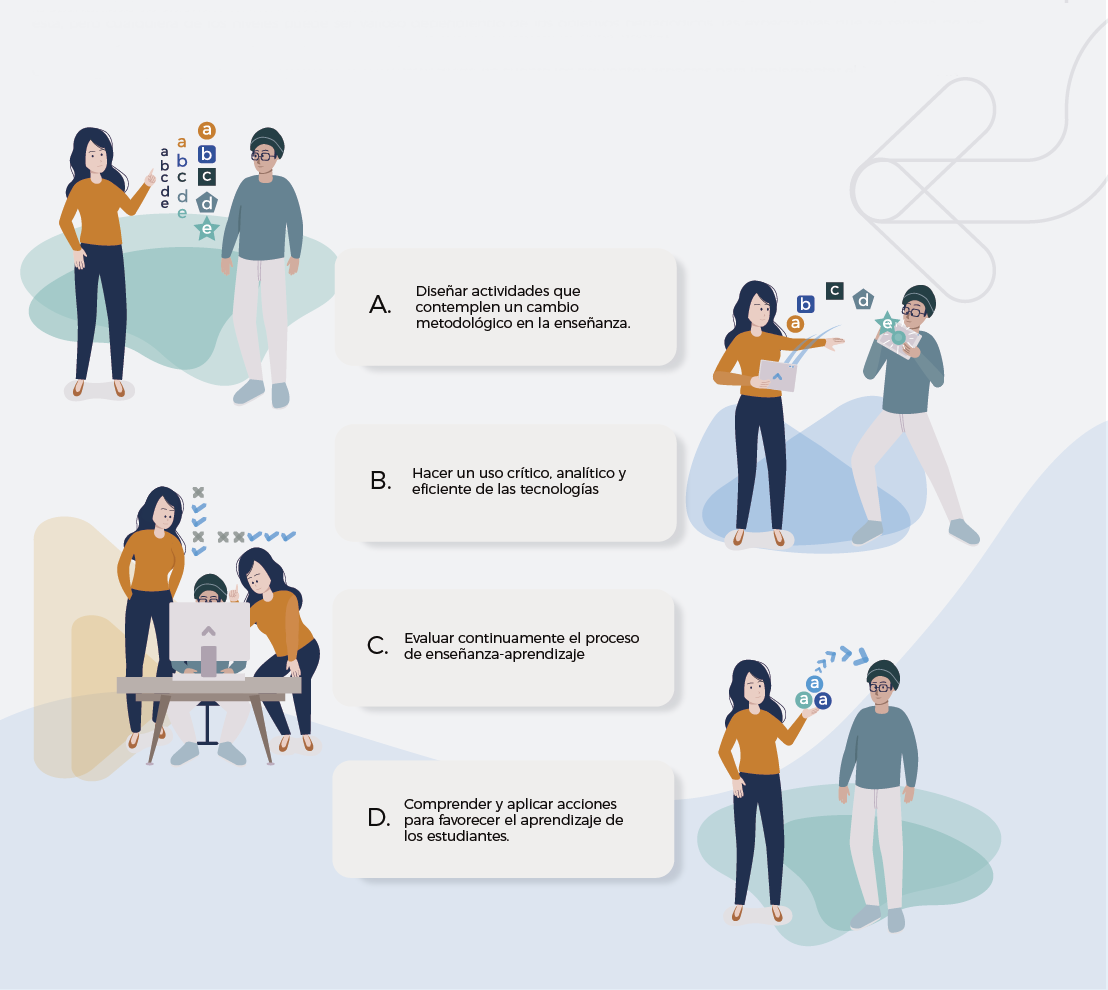 a
b
c
d
e
a
b
c
d
e
a
b
c
d
e
A.
Diseñar actividades que
contemplen un cambio
metodológico en la enseñanza.
a
b
c
d
e
B.
Hacer un uso crítico, analítico y
eficiente de las tecnologías
C.
Evaluar continuamente el proceso
de enseñanza-aprendizaje
a
a
a
D.
Comprender y aplicar acciones
para favorecer el aprendizaje de
los estudiantes.